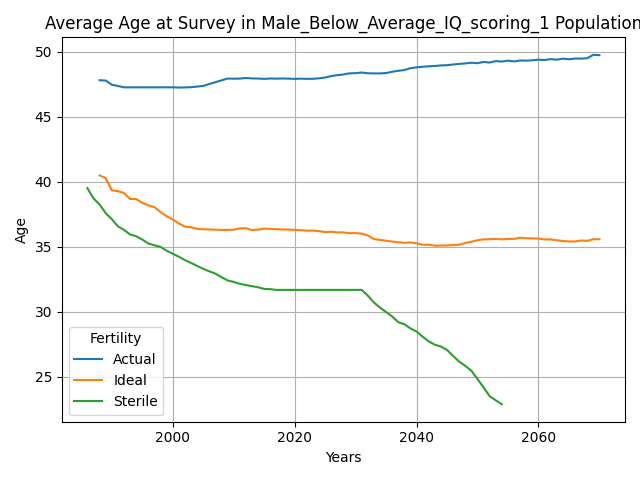 Average Age at Survey in Male_Below_Average_IQ_scoring_1 Population
50
45
40
35
30
25
Age
Fertility
Actual
Ideal
Sterile
2000 2020 2040 2060
Years